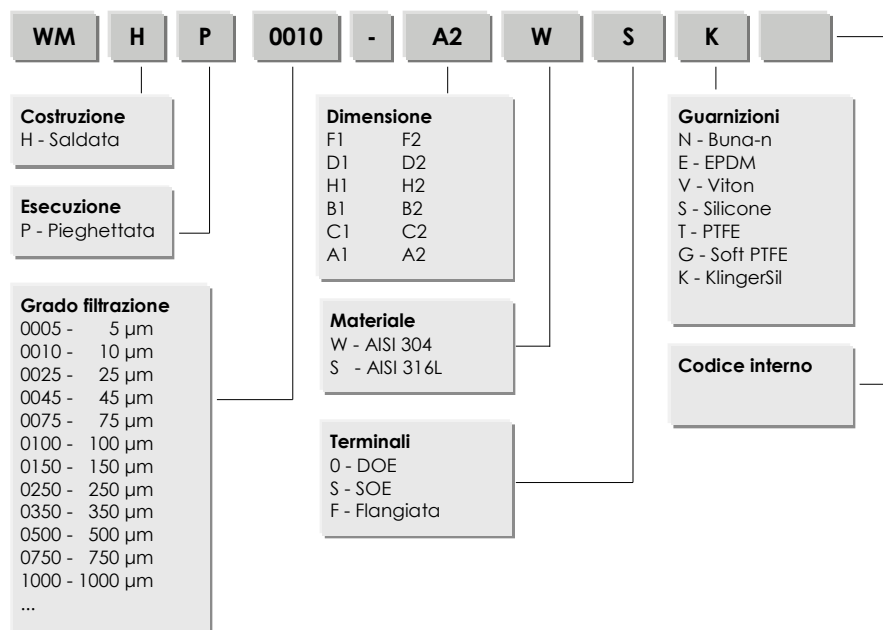 WM H P 0010 - A2 W S K
Costruzione
H - Saldata
Esecuzione
P - Pieghettata
Grado filtrazione
0005 - 5 µm
0010 - 10 µm
0025 - 25 µm
0045 - 45 µm
0075 - 75 µm
0100 - 100 µm
0150 - 150 µm
0250 - 250 µm
0350 - 350 µm
0500 - 500 µm
0750 - 750 µm
1000 - 1000 µm
...
Dimensione
F1 F2
D1 D2
H1 H2
B1 B2
C1 C2
A1 A2
Materiale
W - AISI 304
S - AISI 316L
Terminali
0 - DOE
S - SOE
F - Flangiata
Guarnizioni
N - Buna-n
E - EPDM
V - Viton
S - Silicone
T - PTFE
G - Soft PTFE
K - KlingerSil
Codice interno